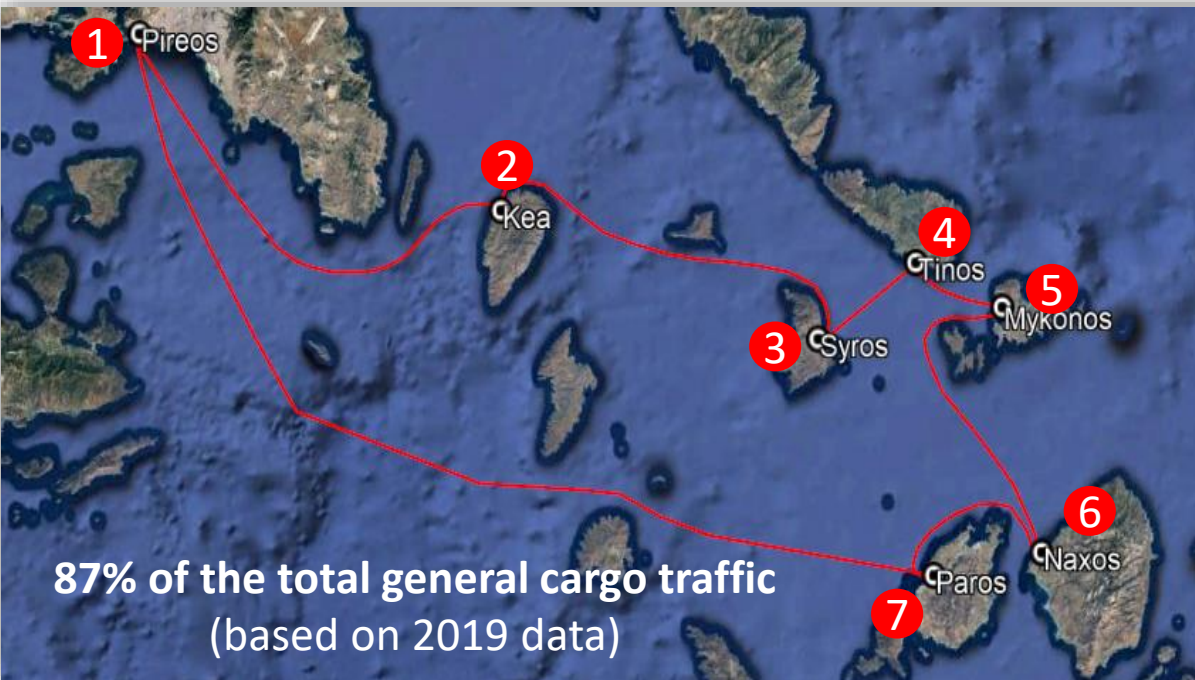 1
Pireos
2
Kea
3
Syros
4
Tinos
5
Mykonos
6
Naxos
7
Paros
87% of the total general cargo traffic
(based on 2019 data)